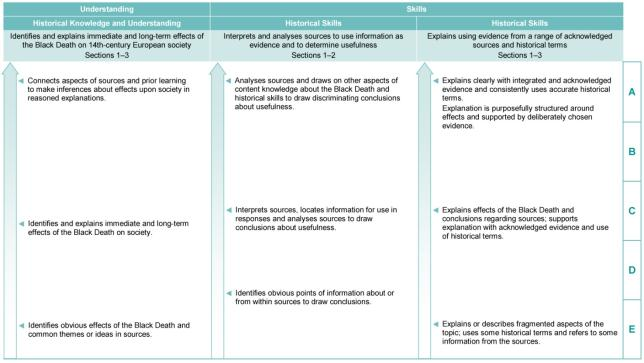 Understanding
Skills
Historical Knowledge and Understanding
Historical Skills
Historical Skills
Identifies and explains immediate and long-term effects of
the Black Death on 14th-century European society
Sections 1–3
Interprets and analyses sources to use information as
evidence and to determine usefulness
Sections 1–2
Explains using evidence from a range of acknowledged
sources and historical terms
Sections 1–3
Connects aspects of sources and prior learning
to make inferences about effects upon society in
reasoned explanations.
Analyses sources and draws on other aspects of
content knowledge about the Black Death and
historical skills to draw discriminating conclusions
about usefulness.
Explains clearly with integrated and acknowledged
evidence and consistently uses accurate historical
terms.
Explanation is purposefully structured around
effects and supported by deliberately chosen
evidence.
A
B
Identifies and explains immediate and long-term
effects of the Black Death on society.
Interprets sources, locates information for use in
responses and analyses sources to draw
conclusions about usefulness.
Explains effects of the Black Death and
conclusions regarding sources; supports
explanation with acknowledged evidence and use
of historical terms.
C
Identifies obvious points of information about or
from within sources to draw conclusions.
D
Identifies obvious effects of the Black Death and
common themes or ideas in sources.
Explains or describes fragmented aspects of the
topic; uses some historical terms and refers to some
information from the sources.
E